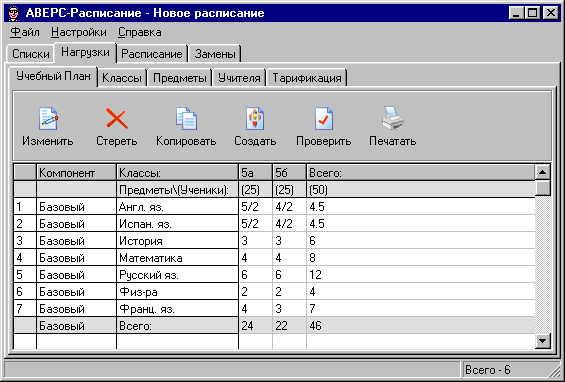 АВЕРС-Расписание - Новое расписание
Файл Настройки Справка
Списки Нагрузки Расписание Замены
Учебный План Классы Предметы Учителя Тарификация
Изменить Стереть Копировать Создать Проверить Печатать
Компонент Классы: 5а 5б Всего:
Предметы\(Ученики): (25) (25) (50)
1 Базовый Англ. яз. 5/2 4/2 4.5
2 Базовый Испан. яз. 5/2 4/2 4.5
3 Базовый История 3 3 6
4 Базовый Математика 4 4 8
5 Базовый Русский яз. 6 6 12
6 Базовый Физ-ра 2 2 4
7 Базовый Франц. яз. 4 3 7
Базовый Всего: 24 22 46
Всего - 6